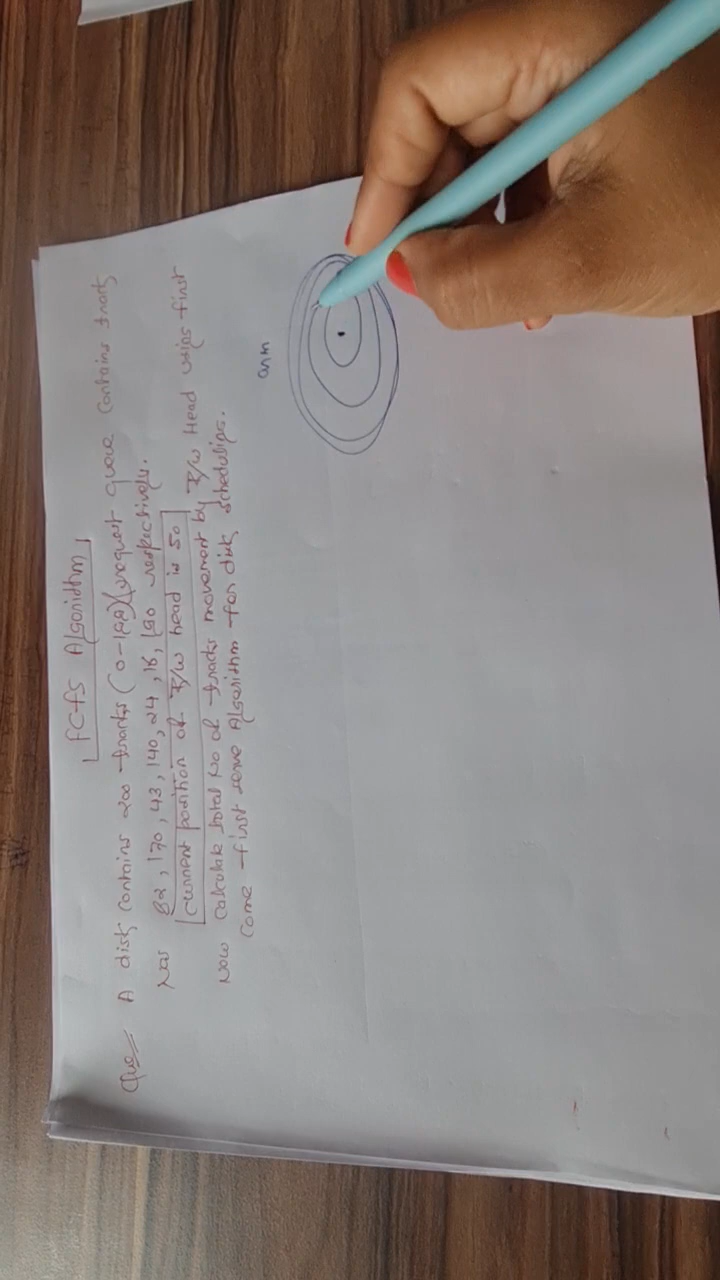 FCFS Algorithm
Que A disk contains 200 tracks (0-199) (request queue contains track
No's 82, 170, 43, 140, 24, 16, 190 respectively.
current position of R/W head is 50
Now calculate total No of tracks movement by R/W Head using first
come first serve Algorithm for disk scheduling.
arm